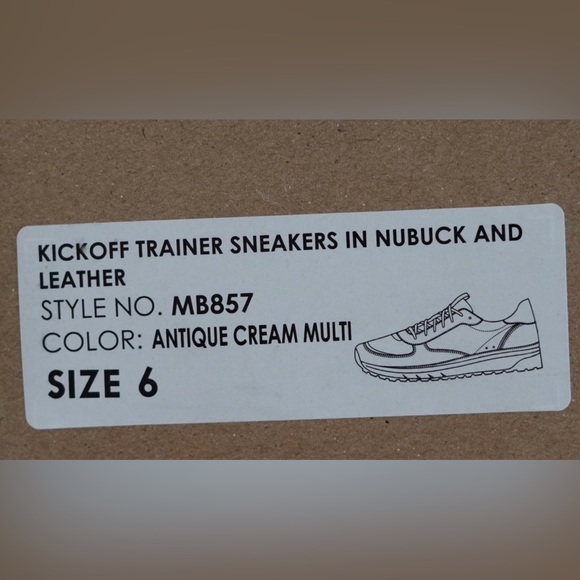 KICKOFF TRAINER SNEAKERS IN NUBUCK AND
LEATHER
STYLE NO. MB857
COLOR: ANTIQUE CREAM MULTI
SIZE 6